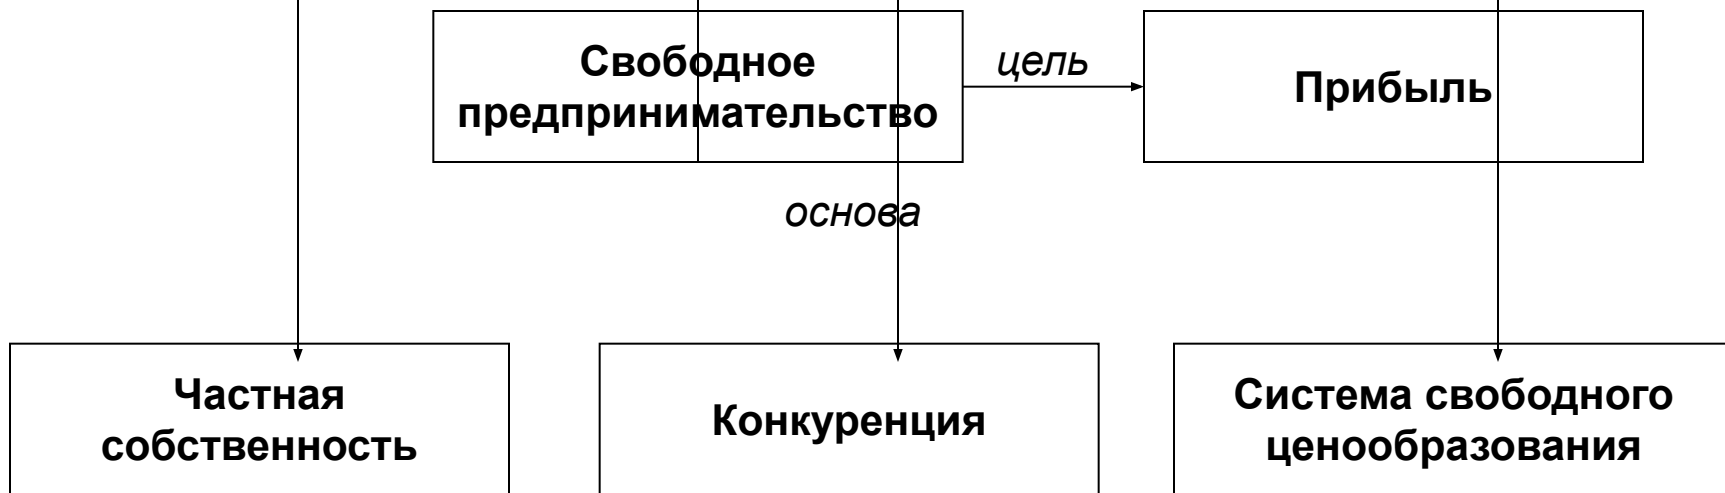 Свободное
предпринимательство
цель
Прибыль
основа
Частная
собственность
Конкуренция
Система свободного
ценообразования